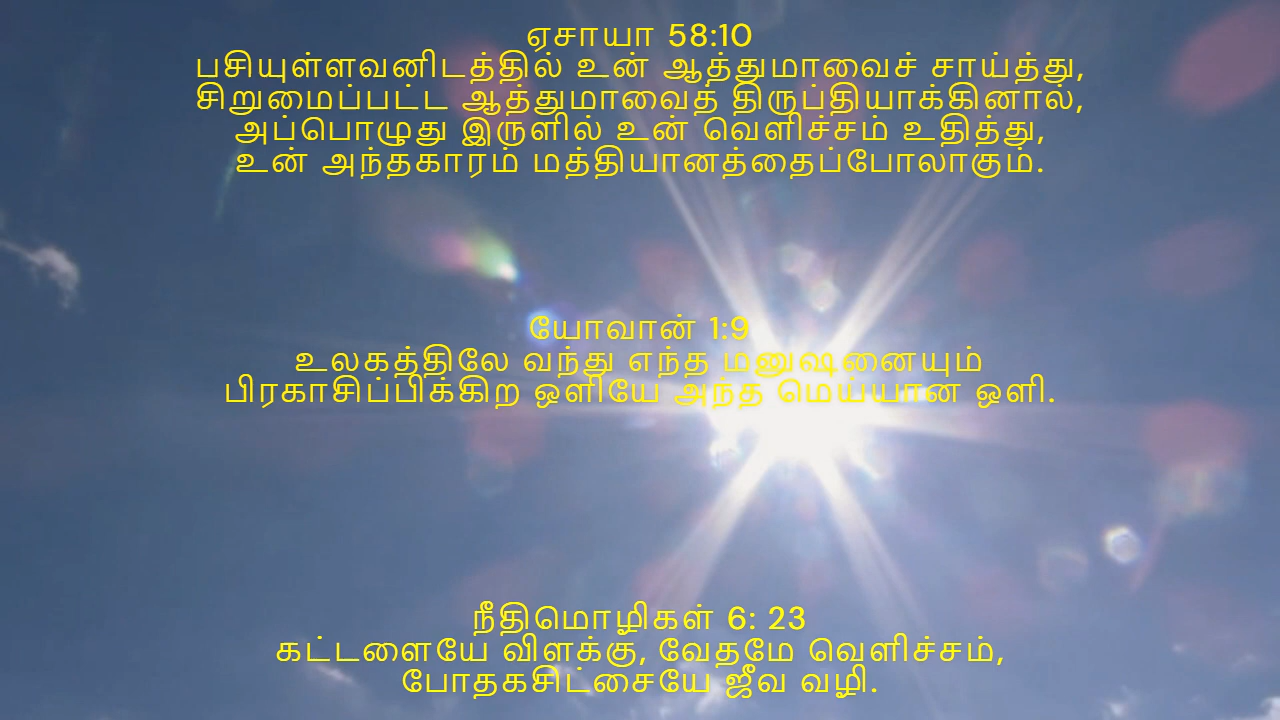 ஏசாயா 58:10
பசியுள்ளவனிடத்தில் உன் ஆத்துமாவைச் சாய்த்து,
சிறுமைப்பட்ட ஆத்துமாவைத் திருப்தியாக்கினால்,
அப்பொழுது இருளில் உன் வெளிச்சம் உதித்து,
உன் அந்தகாரம் மத்தியானத்தைப்போலாகும்.
யோவான் 1:9
உலகத்திலே வந்து எந்த மனுஷனையும்
பிரகாசிப்பிக்கிற ஒளியே அந்த மெய்யான ஒளி.
நீதிமொழிகள் 6: 23
கட்டளையே விளக்கு, வேதமே வெளிச்சம்,
போதகசிட்சையே ஜீவ வழி.